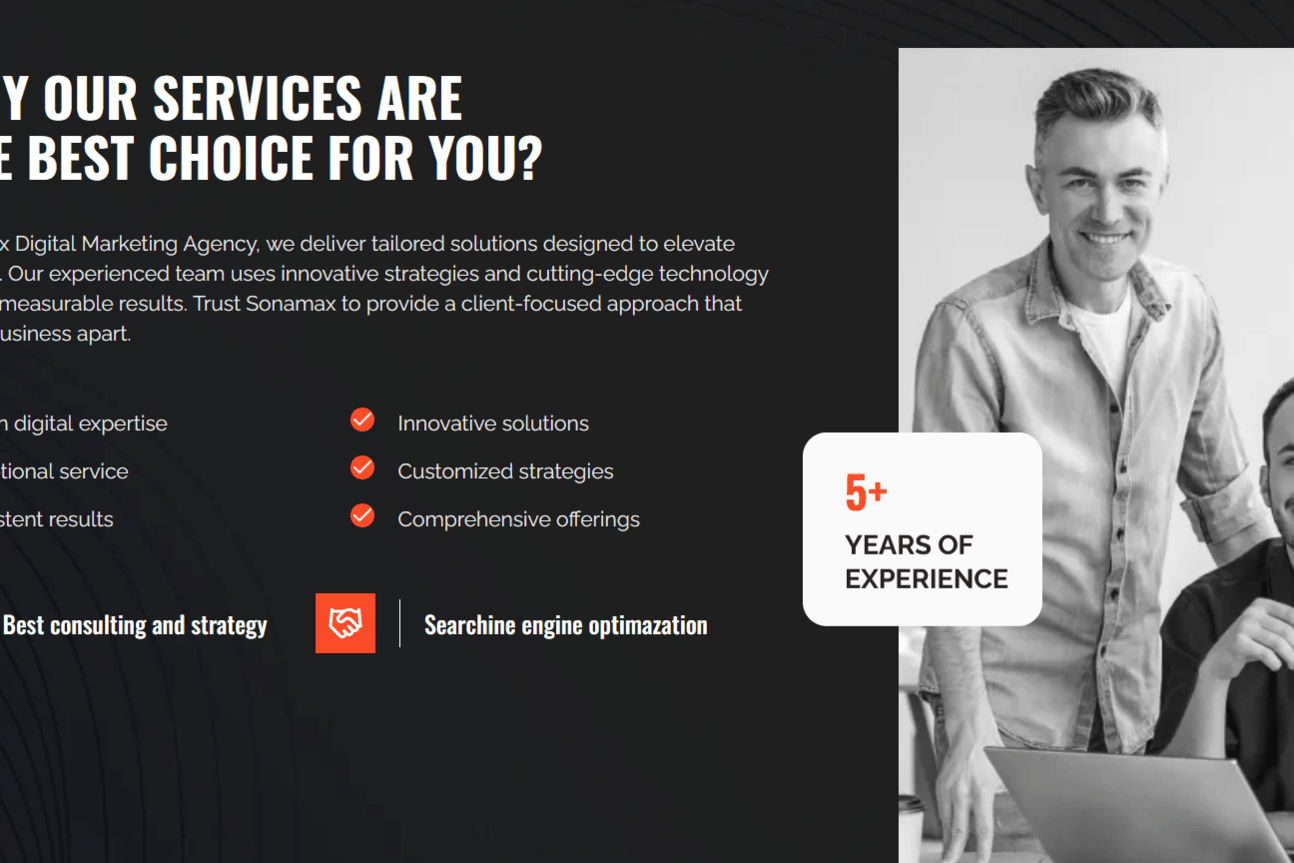 Y OUR SERVICES ARE
E BEST CHOICE FOR YOU?
x Digital Marketing Agency, we deliver tailored solutions designed to elevate
. Our experienced team uses innovative strategies and cutting-edge technology
measurable results. Trust Sonamax to provide a client-focused approach that
usiness apart.
n digital expertise
Innovative solutions
tional service
Customized strategies
stent results
Comprehensive offerings
5+
YEARS OF
EXPERIENCE
Best consulting and strategy
Searchine engine optimazation